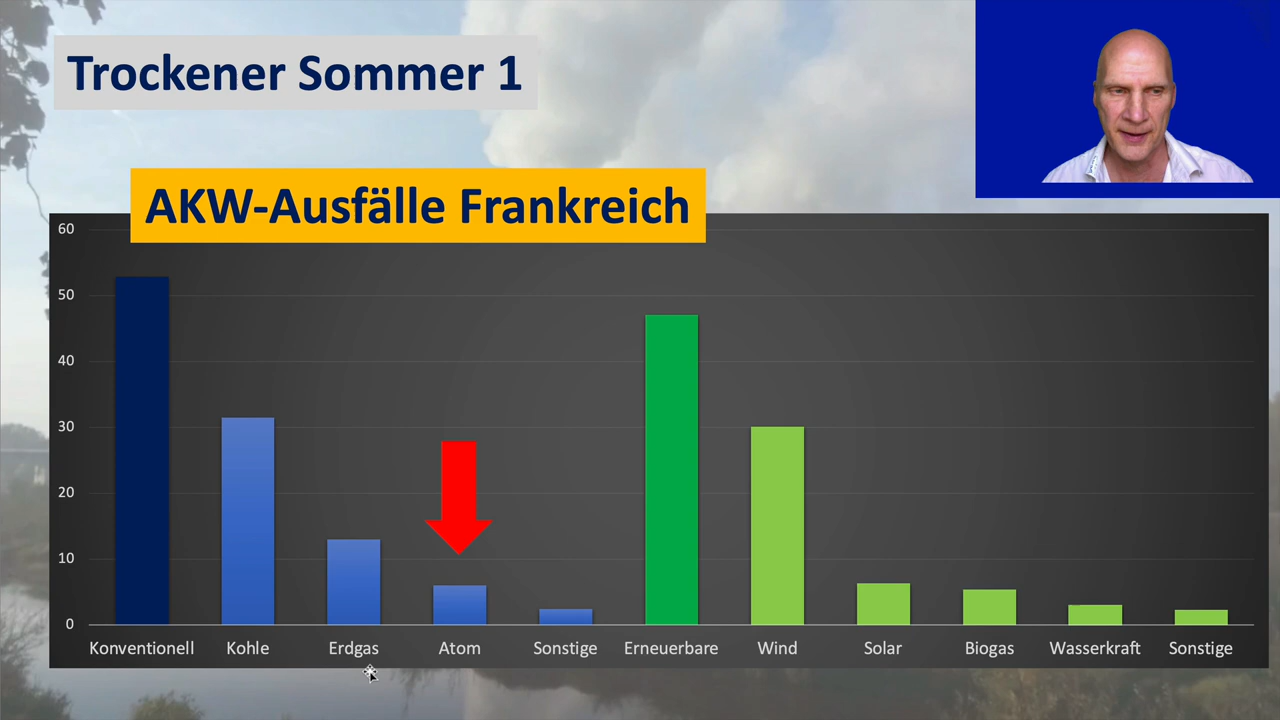 Trockener Sommer 1
AKW-Ausfälle Frankreich
60
50
40
30
20
10
0
Konventionell Kohle Erdgas Atom Sonstige Erneuerbare Wind Solar Biogas Wasserkraft Sonstige